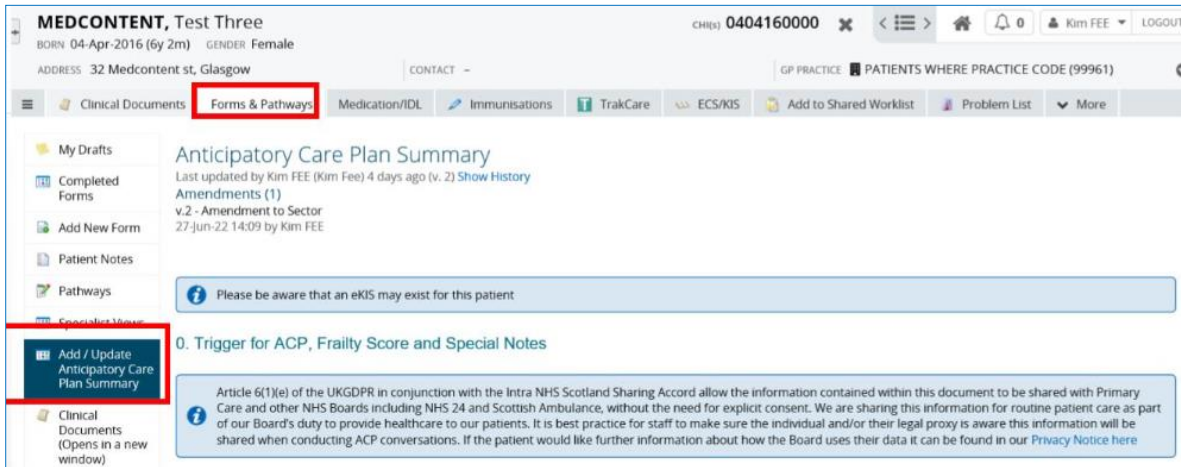 MEDCONTENT, Test Three
CHI(s) 0404160000
0
Kim FEE
LOGOUT
BORN 04-Apr-2016 (6y 2m) GENDER Female
ADDRESS 32 Medcontent st, Glasgow
CONTACT –
GP PRACTICE PATIENTS WHERE PRACTICE CODE (99961)
Clinical Documents
Forms & Pathways
Medication/IDL
Immunisations
TrakCare
ECS/KIS
Add to Shared Worklist
Problem List
More
My Drafts
Completed
Forms
Add New Form
Patient Notes
Pathways
Specialist Views
Add / Update
Anticipatory Care
Plan Summary
Clinical
Documents
(Opens in a new
window)
Anticipatory Care Plan Summary
Last updated by Kim FEE (Kim Fee) 4 days ago (v. 2) Show History
Amendments (1)
v.2 - Amendment to Sector
27-Jun-22 14:09 by Kim FEE
Please be aware that an eKIS may exist for this patient
0. Trigger for ACP, Frailty Score and Special Notes
Article 6(1)(e) of the UKGDPR in conjunction with the Intra NHS Scotland Sharing Accord allow the information contained within this document to be shared with Primary
Care and other NHS Boards including NHS 24 and Scottish Ambulance, without the need for explicit consent. We are sharing this information for routine patient care as part
of our Board's duty to provide healthcare to our patients. It is best practice for staff to make sure the individual and/or their legal proxy is aware this information will be
shared when conducting ACP conversations. If the patient would like further information about how the Board uses their data it can be found in our Privacy Notice here